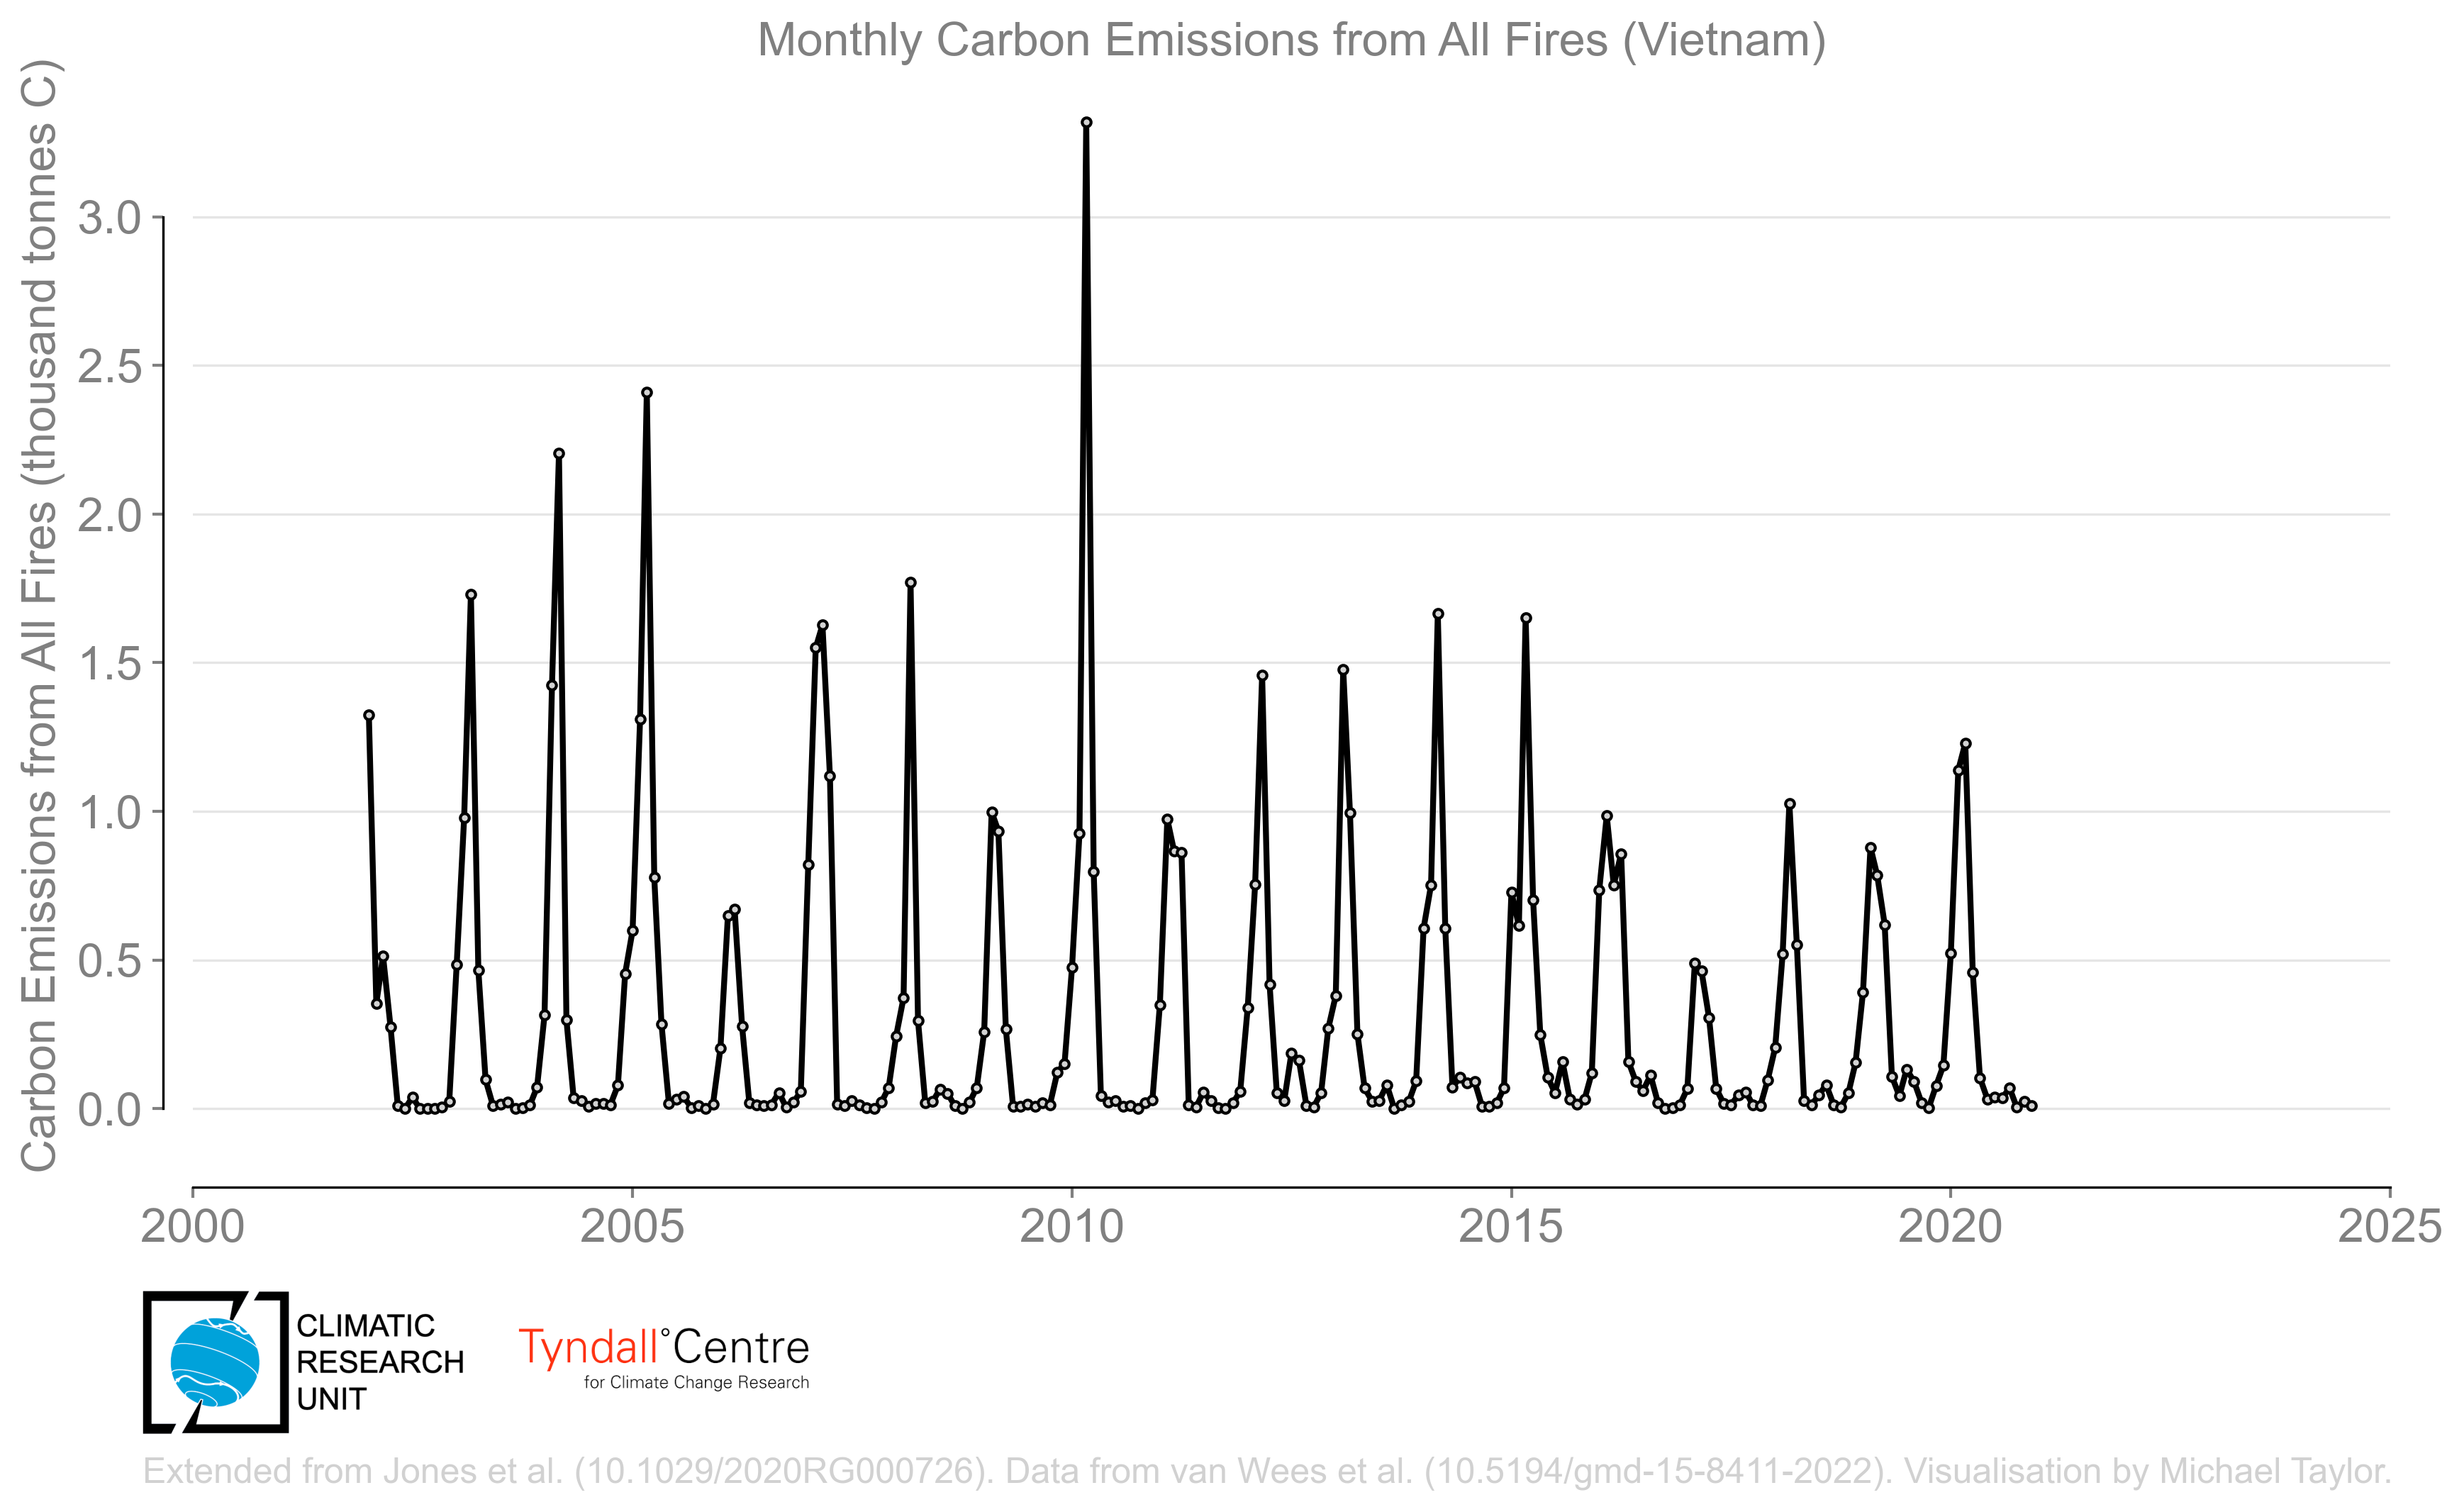 Monthly Carbon Emissions from All Fires (Vietnam)
Carbon Emissions from All Fires (thousand tonnes C)
3.0
2.5
2.0
1.5
1.0
0.5
0.0
2000 2005 2010 2015 2020 2025
CLIMATIC
RESEARCH
UNIT
Tyndall°Centre
for Climate Change Research
Extended from Jones et al. (10.1029/2020RG000726). Data from van Wees et al. (10.5194/gmd-15-8411-2022). Visualisation by Michael Taylor.